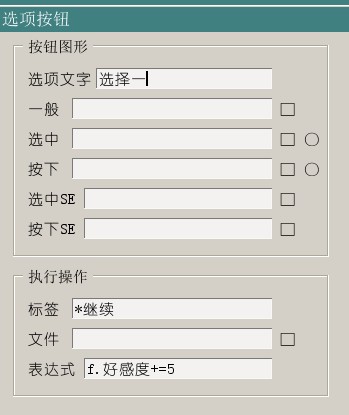 选项按钮
按钮图形
选项文字 选择一
一般
选中
按下
选中SE
按下SE
执行操作
标签 *继续
文件
表达式 f.好感度+=5